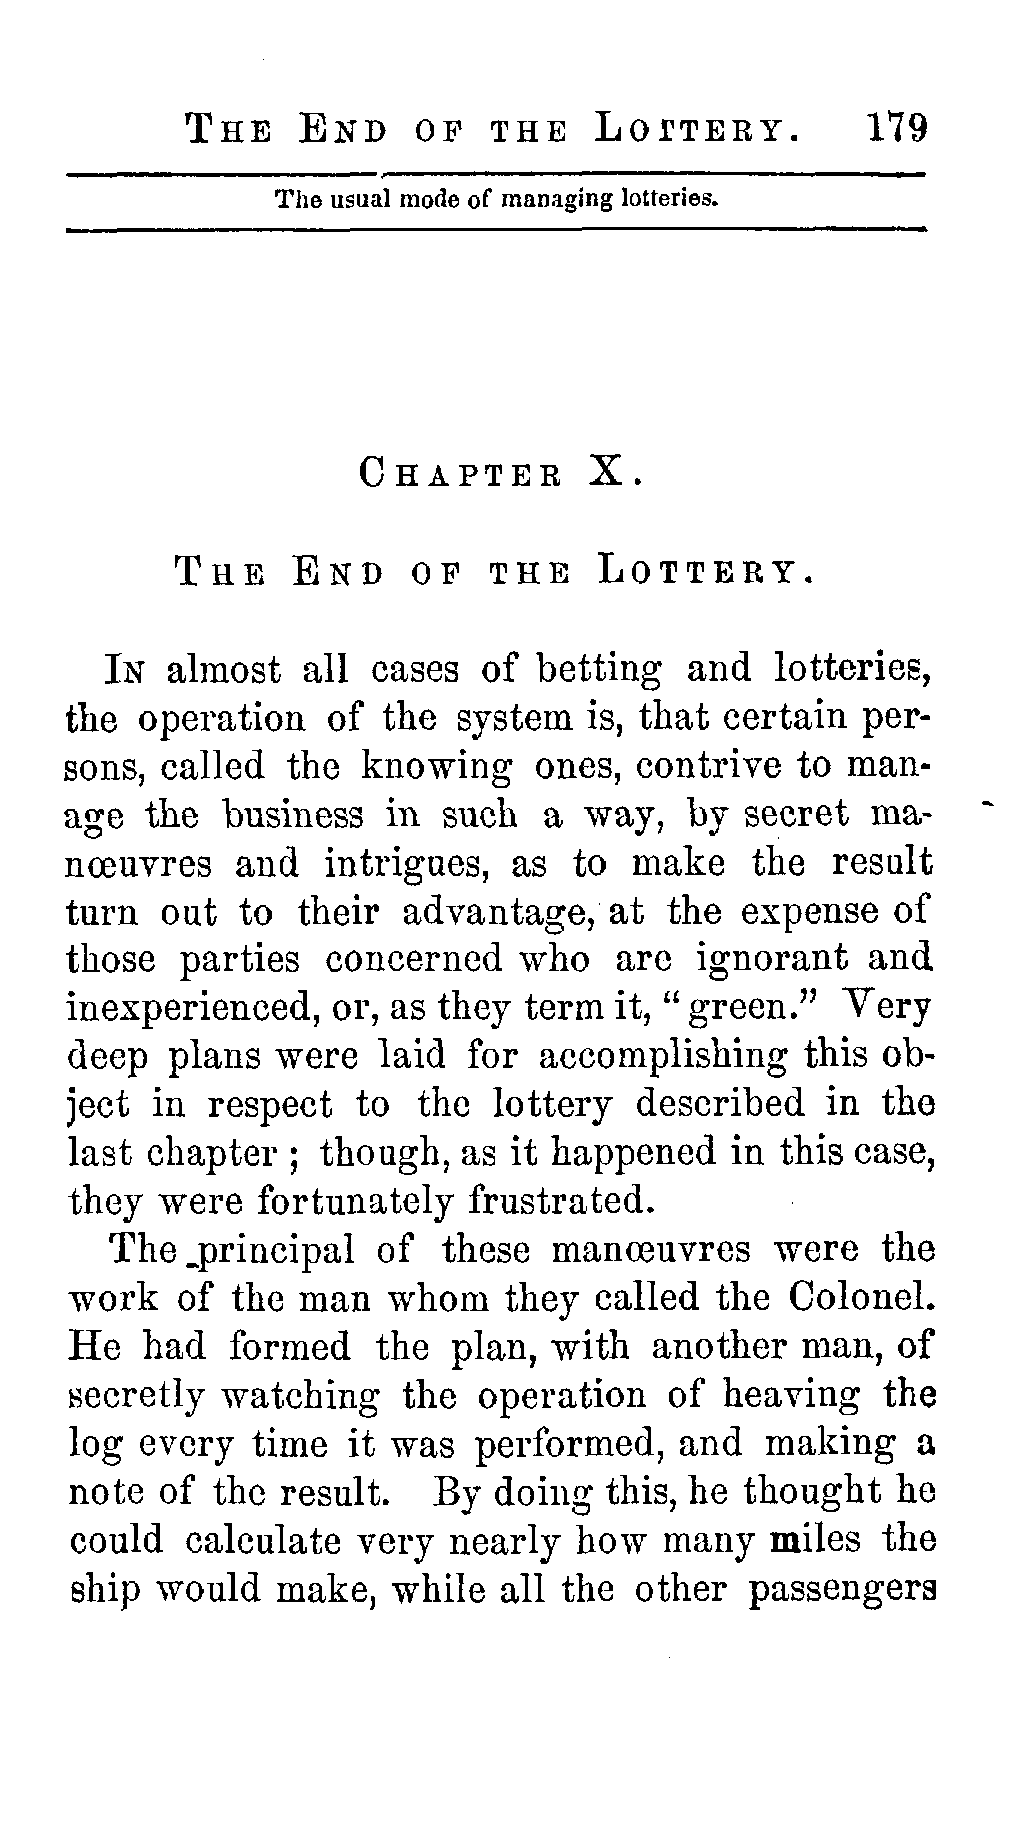 The End of the Lottery. 179
The usual mode of managing lotteries.
Chapter X.
The End of the Lottery.
In almost all cases of betting and lotteries,
the operation of the system is, that certain per-
sons, called the knowing ones, contrive to man-
age the business in such a way, by secret ma-
nœuvres and intrigues, as to make the result
turn out to their advantage, at the expense of
those parties concerned who are ignorant and
inexperienced, or, as they term it, “green.” Very
deep plans were laid for accomplishing this ob-
ject in respect to the lottery described in the
last chapter; though, as it happened in this case,
they were fortunately frustrated.
The principal of these manœuvres were the
work of the man whom they called the Colonel.
He had formed the plan, with another man, of
secretly watching the operation of heaving the
log every time it was performed, and making a
note of the result. By doing this, he thought he
could calculate very nearly how many miles the
ship would make, while all the other passengers